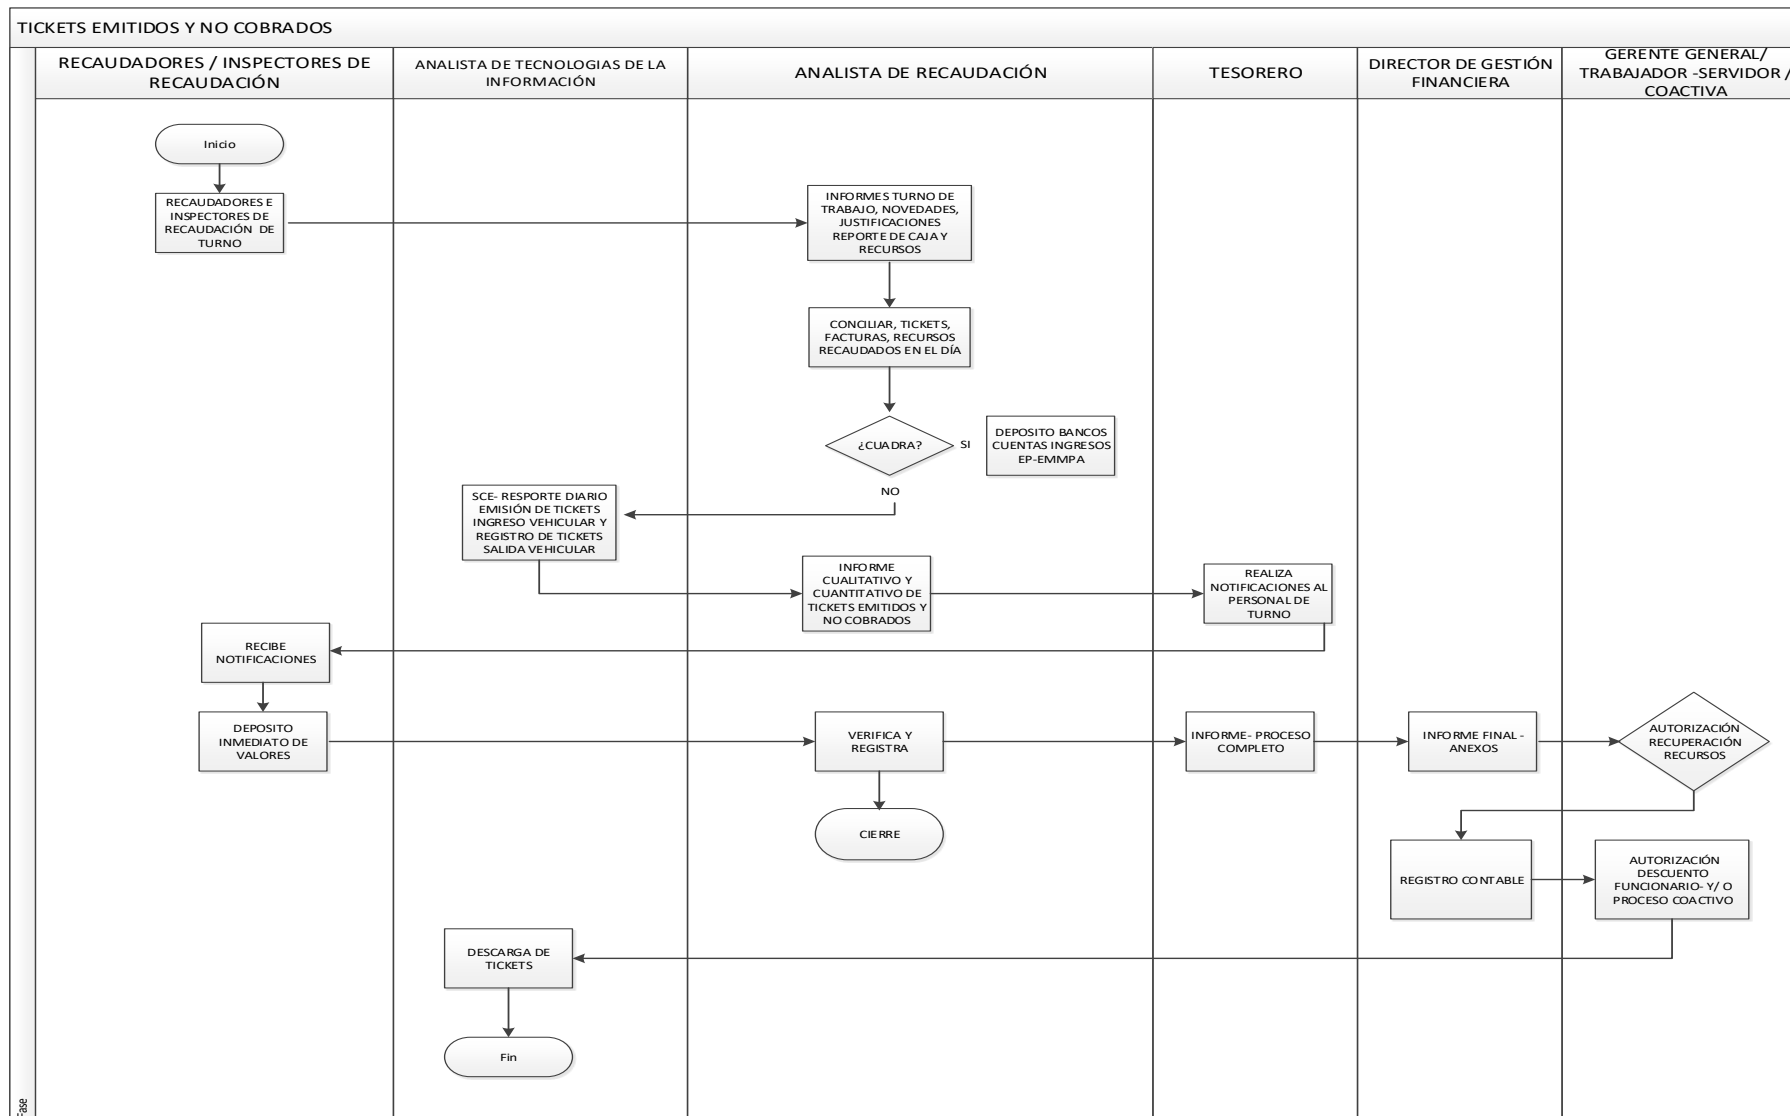 TICKETS EMITIDOS Y NO COBRADOS
RECAUDADORES / INSPECTORES DE
RECAUDACIÓN
ANALISTA DE TECNOLOGIAS DE LA
INFORMACIÓN
ANALISTA DE RECAUDACIÓN
TESORERO
DIRECTOR DE GESTIÓN
FINANCIERA
GERENTE GENERAL/
TRABAJADOR -SERVIDOR /
COACTIVA
Inicio
RECAUDADORES E
INSPECTORES DE
RECAUDACIÓN DE
TURNO
INFORMES TURNO DE
TRABAJO, NOVEDADES,
JUSTIFICACIONES
REPORTE DE CAJA Y
RECURSOS
CONCILIAR, TICKETS,
FACTURAS, RECURSOS
RECAUDADOS EN EL DÍA
¿CUADRA?
SI
DEPOSITO BANCOS
CUENTAS INGRESOS
EP-EMMPA
NO
SCE- RESPORTE DIARIO
EMISIÓN DE TICKETS
INGRESO VEHICULAR Y
REGISTRO DE TICKETS
SALIDA VEHICULAR
INFORME
CUALITATIVO Y
CUANTITATIVO DE
TICKETS EMITIDOS Y
NO COBRADOS
REALIZA
NOTIFICACIONES AL
PERSONAL DE
TURNO
RECIBE
NOTIFICACIONES
DEPOSITO
INMEDIATO DE
VALORES
VERIFICA Y
REGISTRA
INFORME- PROCESO
COMPLETO
INFORME FINAL -
ANEXOS
AUTORIZACIÓN
RECUPERACIÓN
RECURSOS
CIERRE
REGISTRO CONTABLE
AUTORIZACIÓN
DESCUENTO
FUNCIONARIO- Y/ O
PROCESO COACTIVO
DESCARGA DE
TICKETS
Fin
Fase